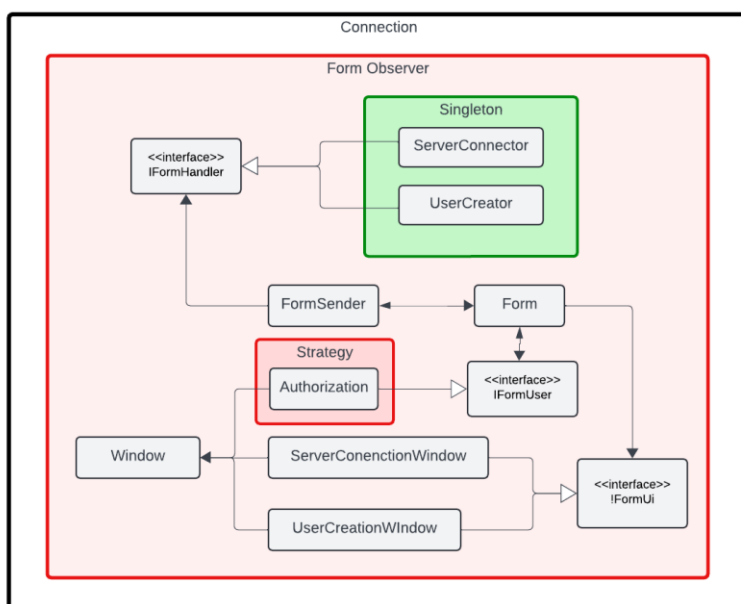 Connection
Form Observer
Singleton
ServerConnector
<<interface>>
IFormHandler
UserCreator
FormSender
Form
Strategy
Authorization
<<interface>>
IFormUser
Window
ServerConenctionWindow
<<interface>>
!FormUi
UserCreationWIndow